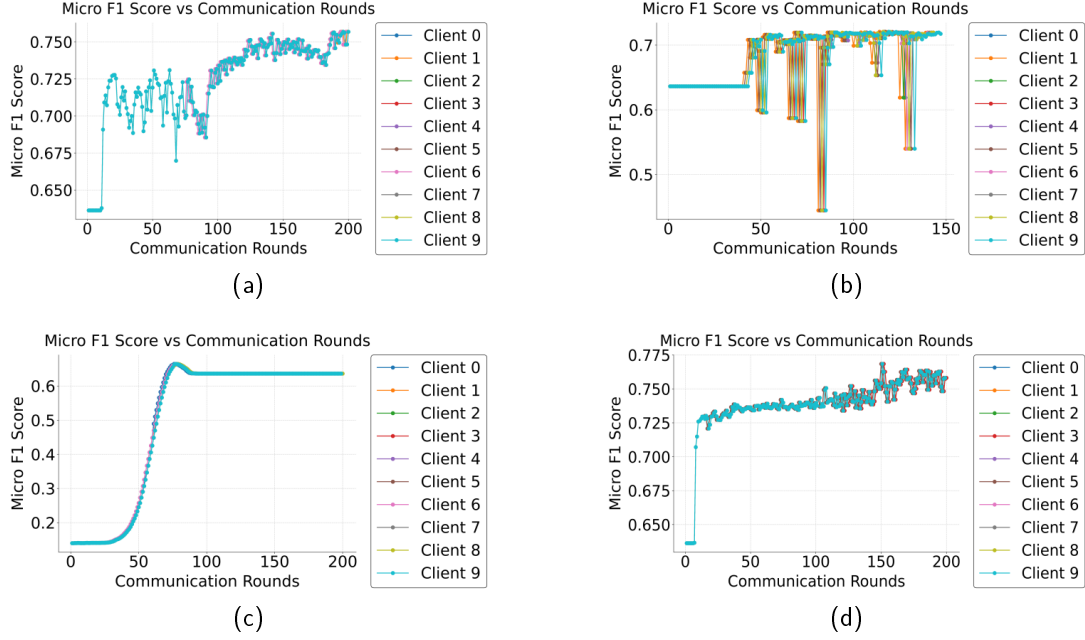 Micro F1 Score vs Communication Rounds
Micro F1 Score
0.750
0.725
0.700
0.675
0.650
0
50
100
150
200
Communication Rounds
Client 0
Client 1
Client 2
Client 3
Client 4
Client 5
Client 6
Client 7
Client 8
Client 9
(a)
Micro F1 Score vs Communication Rounds
Micro F1 Score
0.7
0.6
0.5
0
50
100
150
Communication Rounds
Client 0
Client 1
Client 2
Client 3
Client 4
Client 5
Client 6
Client 7
Client 8
Client 9
(b)
Micro F1 Score vs Communication Rounds
Micro F1 Score
0.6
0.5
0.4
0.3
0.2
0
50
100
150
200
Communication Rounds
Client 0
Client 1
Client 2
Client 3
Client 4
Client 5
Client 6
Client 7
Client 8
Client 9
(c)
Micro F1 Score vs Communication Rounds
Micro F1 Score
0.775
0.750
0.725
0.700
0.675
0.650
0
50
100
150
200
Communication Rounds
Client 0
Client 1
Client 2
Client 3
Client 4
Client 5
Client 6
Client 7
Client 8
Client 9
(d)